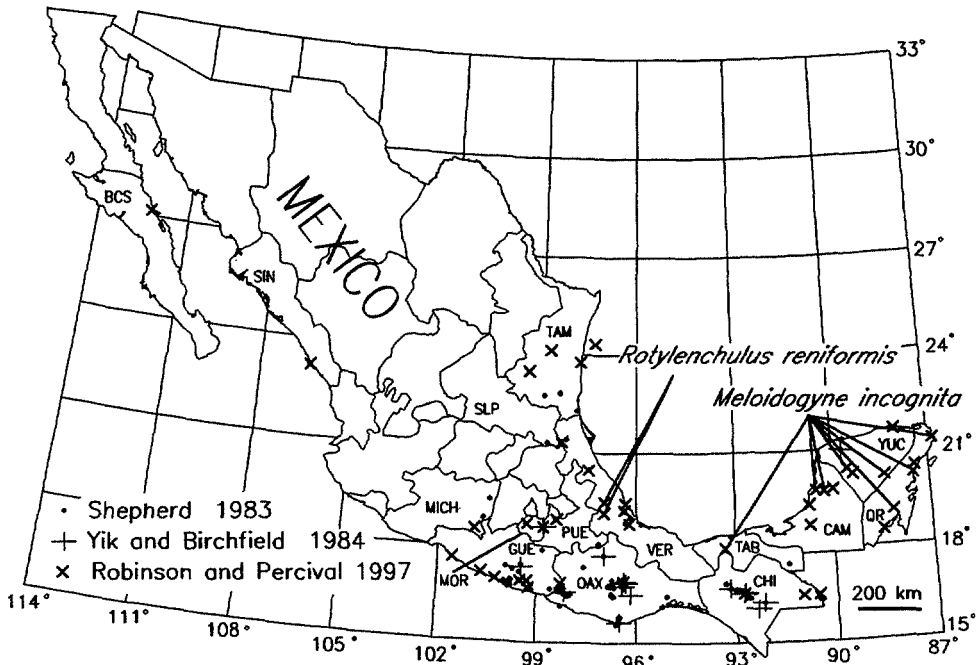 33°
30°
BCS
MEXICO
27°
SIN
TAM
24°
Rotylenchulus reniformis
Meloidogyne incognita
SLP
YUC
21°
• Shepherd 1983
+ Yik and Birchfield 1984
× Robinson and Percival 1997
MICH
PUE
GUE
MOR
VER
TAB
CAM
QR
18°
OAX
CHI
200 km
114°
111°
108°
105°
102°
99°
96°
93°
90°
87°
15°